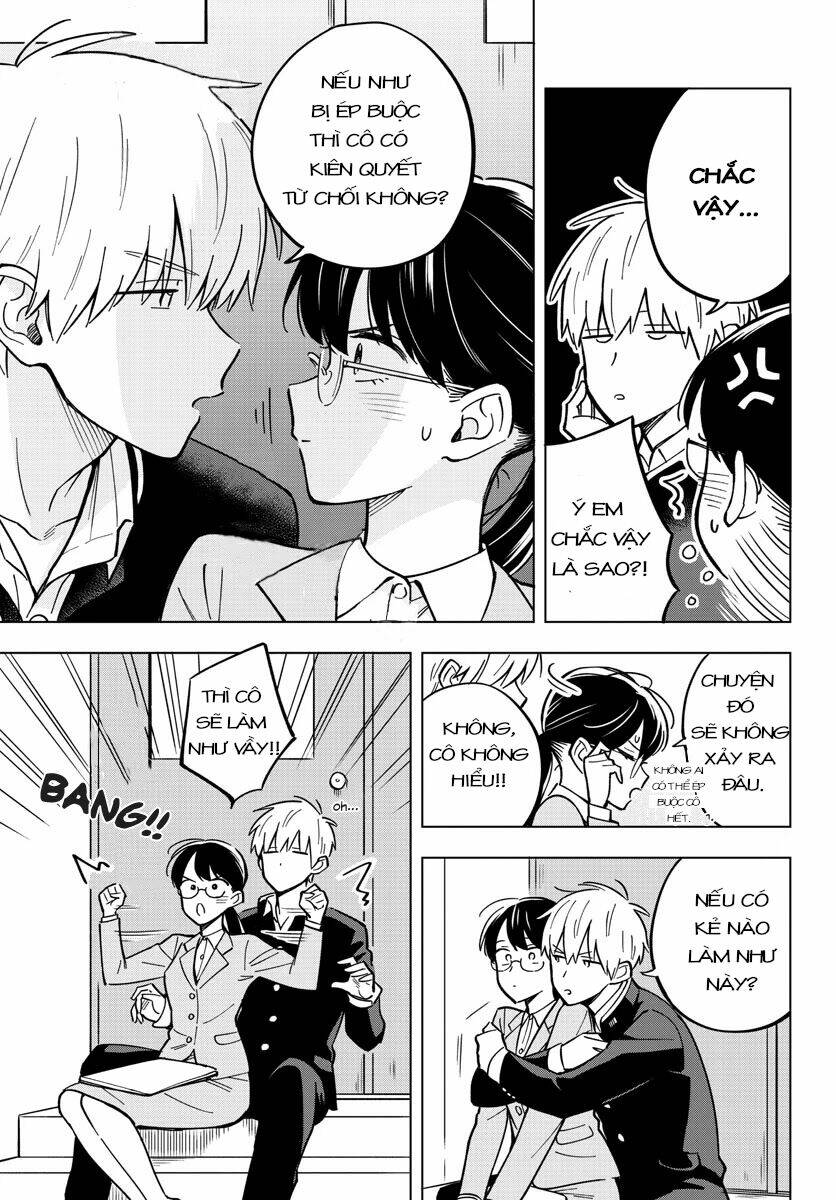 CHẮC
VẬY...
Ý EM
CHẮC VẬY
LÀ SAO?!
NẾU NHƯ
BỊ ÉP BUỘC
THÌ CÔ CÓ
KIÊN QUYẾT
TỪ CHỐI KHÔNG?
CHUYỆN
ĐÓ
SẼ KHÔNG
XẢY RA
ĐÂU.
KHÔNG AI
CÓ THỂ ÉP
BUỘC CÔ
HẾT.
KHÔNG,
CÔ KHÔNG
HIỂU!!
NẾU CÓ
KẺ NÀO
LÀM NHƯ
NÀY?
THÌ CÔ
SẼ LÀM
NHƯ VẦY!!
BANG!!
oh...